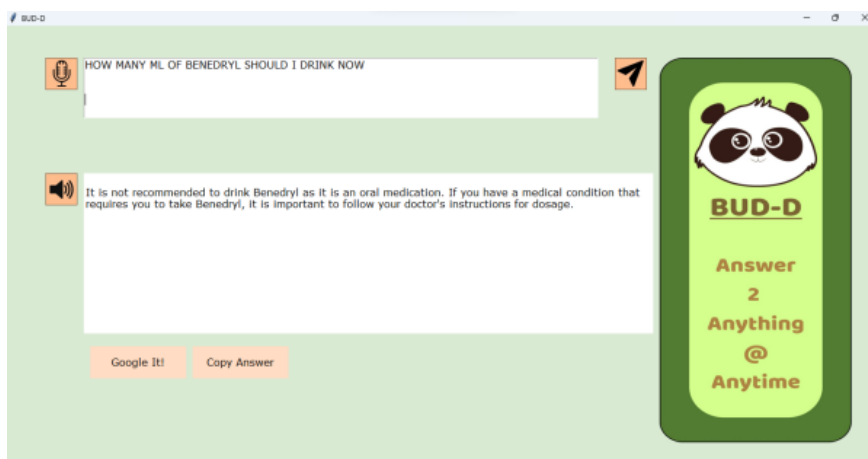 BUD-D
HOW MANY ML OF BENEDRYL SHOULD I DRINK NOW
It is not recommended to drink Benedryl as it is an oral medication. If you have a medical condition that
requires you to take Benedryl, it is important to follow your doctor's instructions for dosage.
Google It!
Copy Answer
BUD-D
Answer
2
Anything
@
Anytime